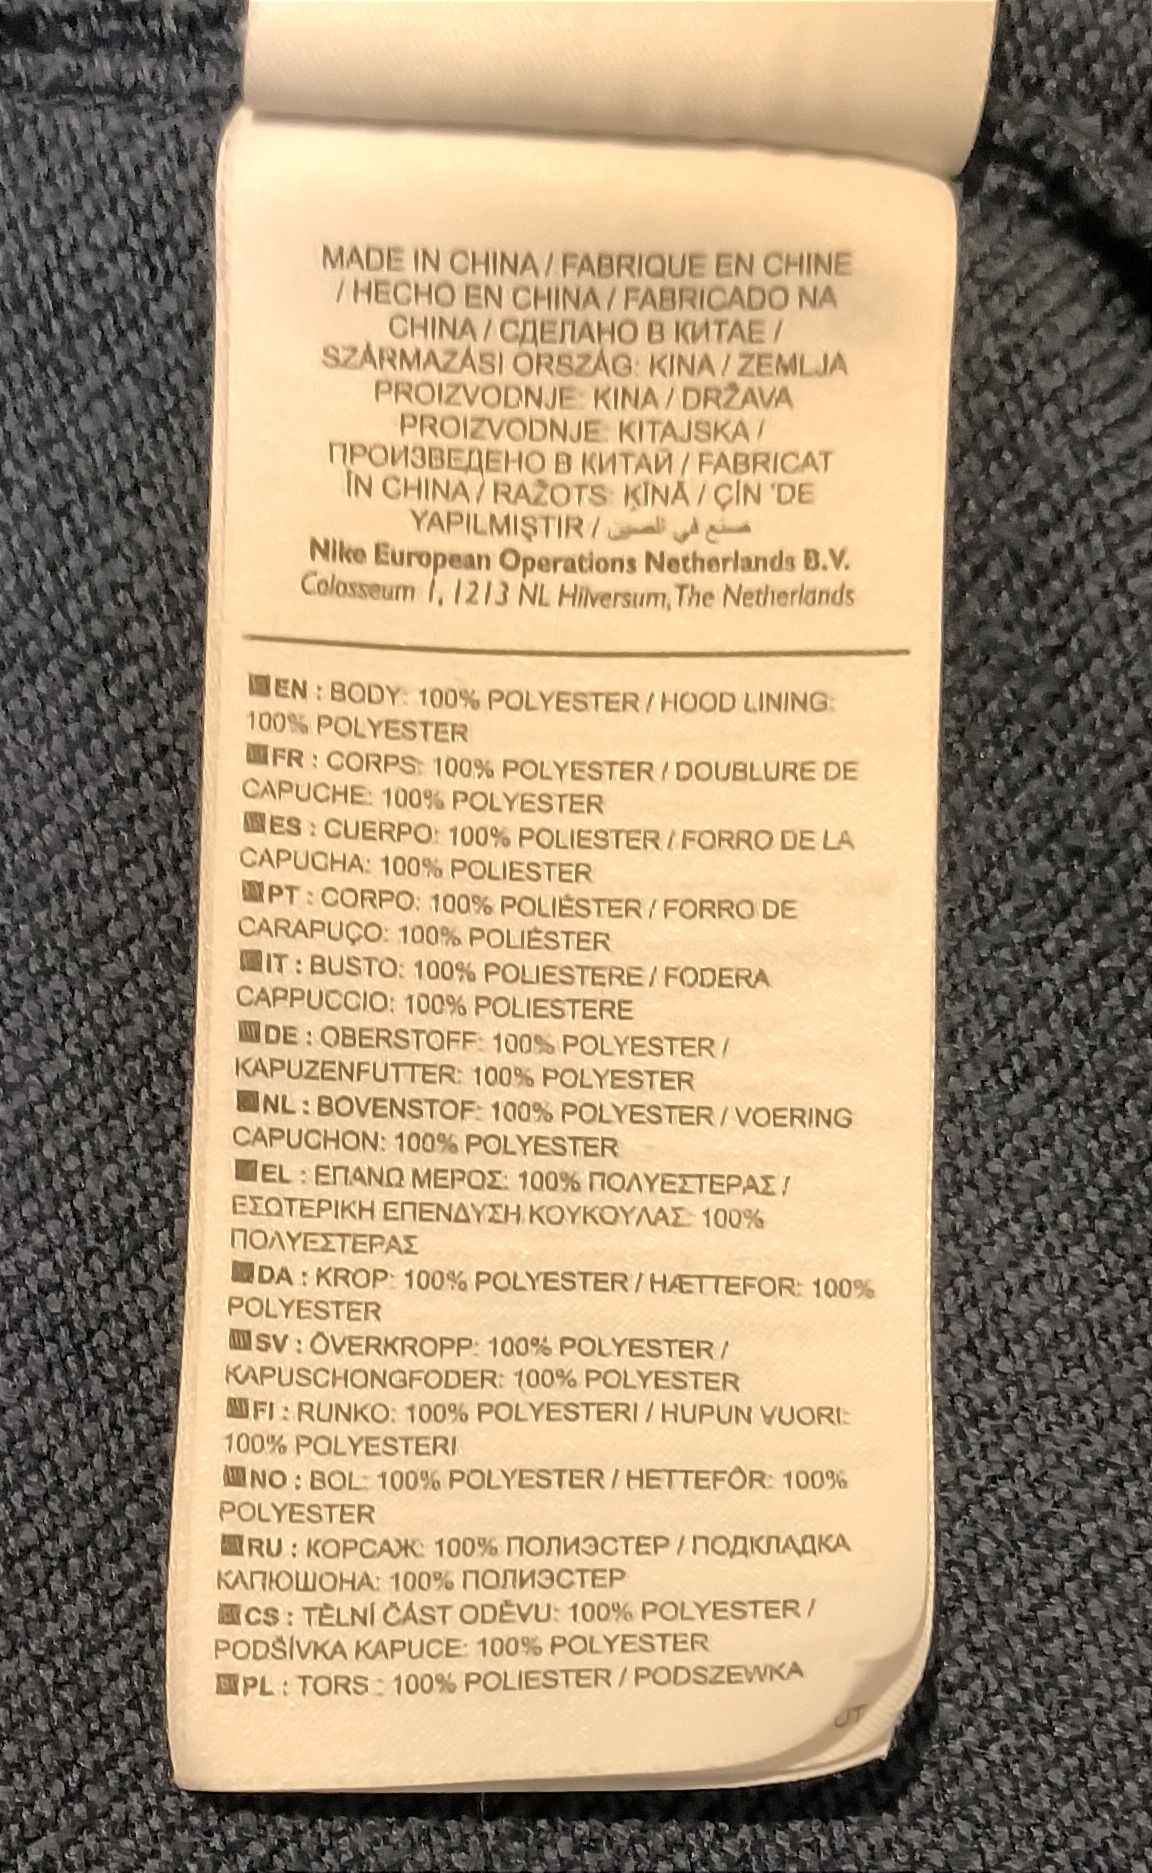 MADE IN CHINA / FABRIQUE EN CHINE
/ HECHO EN CHINA / FABRICADO NA
CHINA / СДЕЛАНО В КИТАЕ /
SZÁRMAZÁSI ORSZÁG: KÍNA / ZEMLJA
PROIZVODNJE: KINA / DRŽAVA
PROIZVODNJE: KITAJSKA /
ПРОИЗВЕДЕНО В КИТАЙ / FABRICAT
ÎN CHINA / RAŽOTS: ĶĪNĀ / ÇİN 'DE
YAPILMIŞTIR / صنع في الصين
Nike European Operations Netherlands B.V.
Colosseum 1, 1213 NL Hilversum, The Netherlands
EN : BODY: 100% POLYESTER / HOOD LINING:
100% POLYESTER
FR : CORPS: 100% POLYESTER / DOUBLURE DE
CAPUCHE: 100% POLYESTER
ES : CUERPO: 100% POLIESTER / FORRO DE LA
CAPUCHA: 100% POLIESTER
PT : CORPO: 100% POLIÉSTER / FORRO DE
CARAPUÇO: 100% POLIÉSTER
IT : BUSTO: 100% POLIESTERE / FODERA
CAPPUCCIO: 100% POLIESTERE
DE : OBERSTOFF: 100% POLYESTER /
KAPUZENFUTTER: 100% POLYESTER
NL : BOVENSTOF: 100% POLYESTER / VOERING
CAPUCHON: 100% POLYESTER
EL : ΕΠΑΝΩ ΜΕΡΟΣ: 100% ΠΟΛΥΕΣΤΕΡΑΣ /
ΕΣΩΤΕΡΙΚΗ ΕΠΕΝΔΥΣΗ ΚΟΥΚΟΥΛΑΣ: 100%
ΠΟΛΥΕΣΤΕΡΑΣ
DA : KROP: 100% POLYESTER / HÆTTEFOR: 100%
POLYESTER
SV : ÖVERKROPP: 100% POLYESTER /
KAPUSCHONGFODER: 100% POLYESTER
FI : RUNKO: 100% POLYESTERI / HUPUN VUORI:
100% POLYESTERI
NO : BOL: 100% POLYESTER / HETTEFÔR: 100%
POLYESTER
RU : КОРСАЖ: 100% ПОЛИЭСТЕР / ПОДКЛАДКА
КАПЮШОНА: 100% ПОЛИЭСТЕР
CS : TĚLNÍ ČÁST ODĚVU: 100% POLYESTER /
PODŠÍVKA KAPUCE: 100% POLYESTER
PL : TORS : 100% POLIESTER / PODSZEWKA